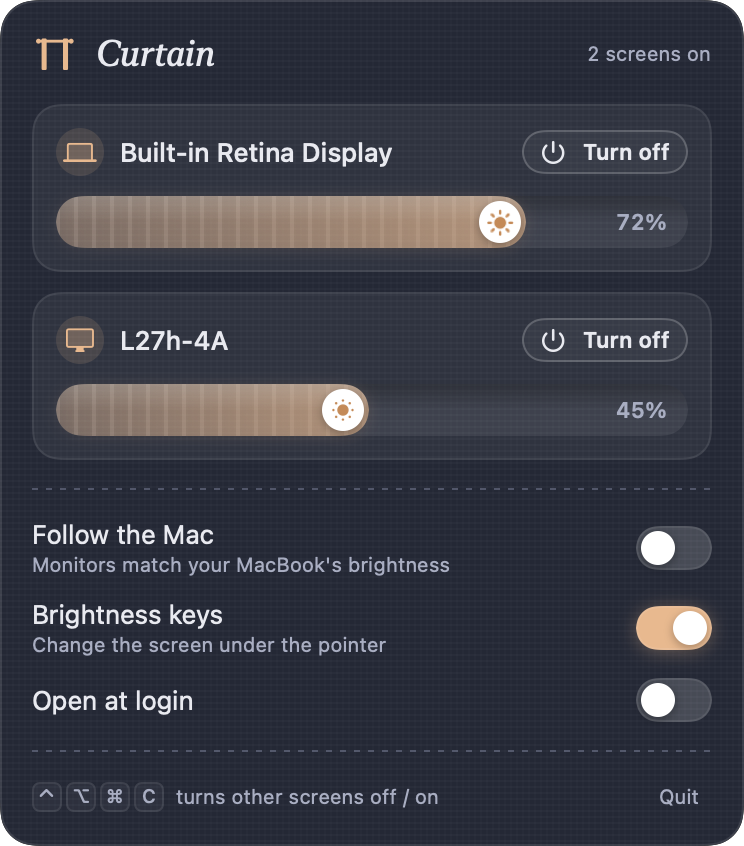 Curtain
2 screens on
Built-in Retina Display
Turn off
72%
L27h-4A
Turn off
45%
Follow the Mac
Monitors match your MacBook's brightness
Brightness keys
Change the screen under the pointer
Open at login
⌃ ⌥ ⌘ C turns other screens off / on
Quit